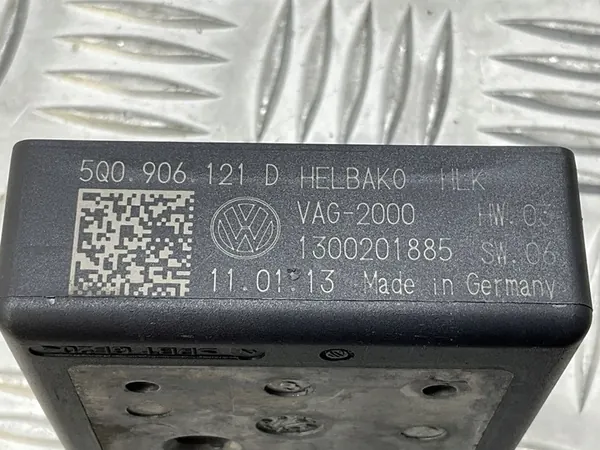 5Q0.906.121 D HELBAKO HLK
VAG-2000 HW.03
1300201885 SW.06
11.01.13 Made in Germany